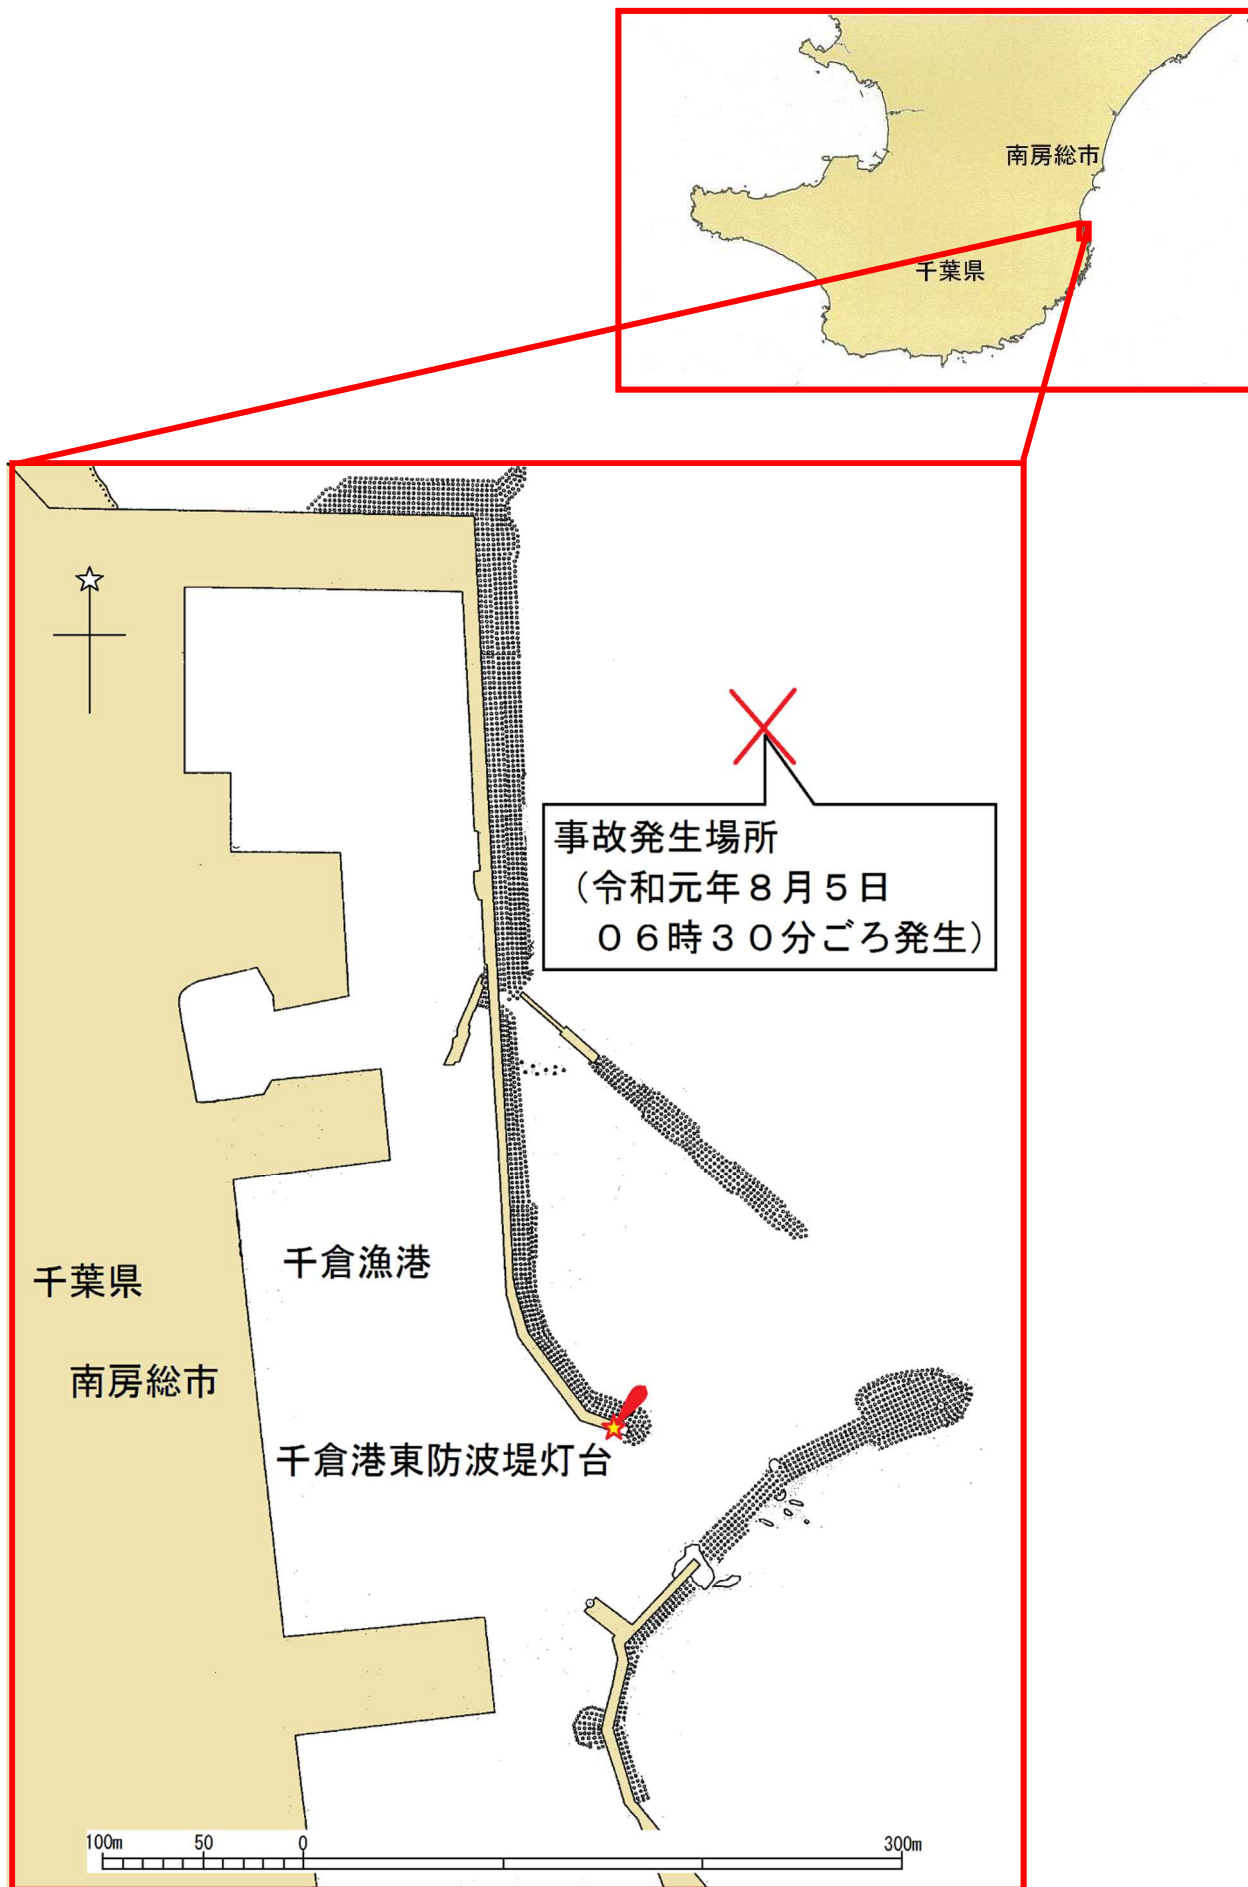 南房総市
千葉県
事故発生場所
（令和元年８月５日
０６時３０分ごろ発生）
千倉漁港
千葉県
南房総市
千倉港東防波堤灯台
100m 50 0 300m